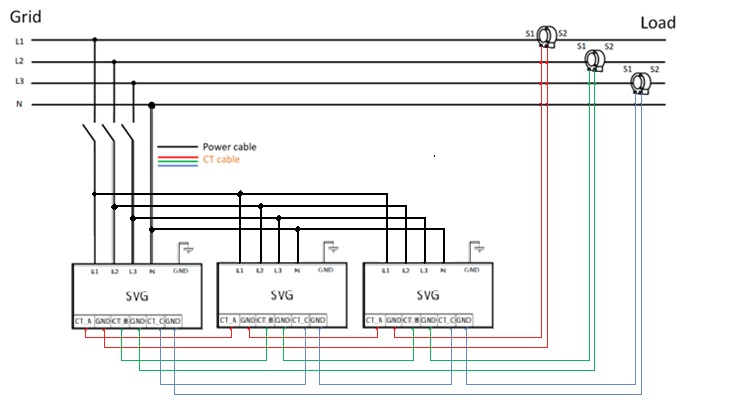 Grid
Load
S1 S2
S1 S2
S1 S2
L1
L2
L3
N
Power cable
CT cable
L1 L2 L3 N GND
L1 L2 L3 N GND
L1 L2 L3 N GND
SVG
SVG
SVG
CT_A GND CT_B GND CT_C GND
CT_A GND CT_B GND CT_C GND
CT_A GND CT_B GND CT_C GND